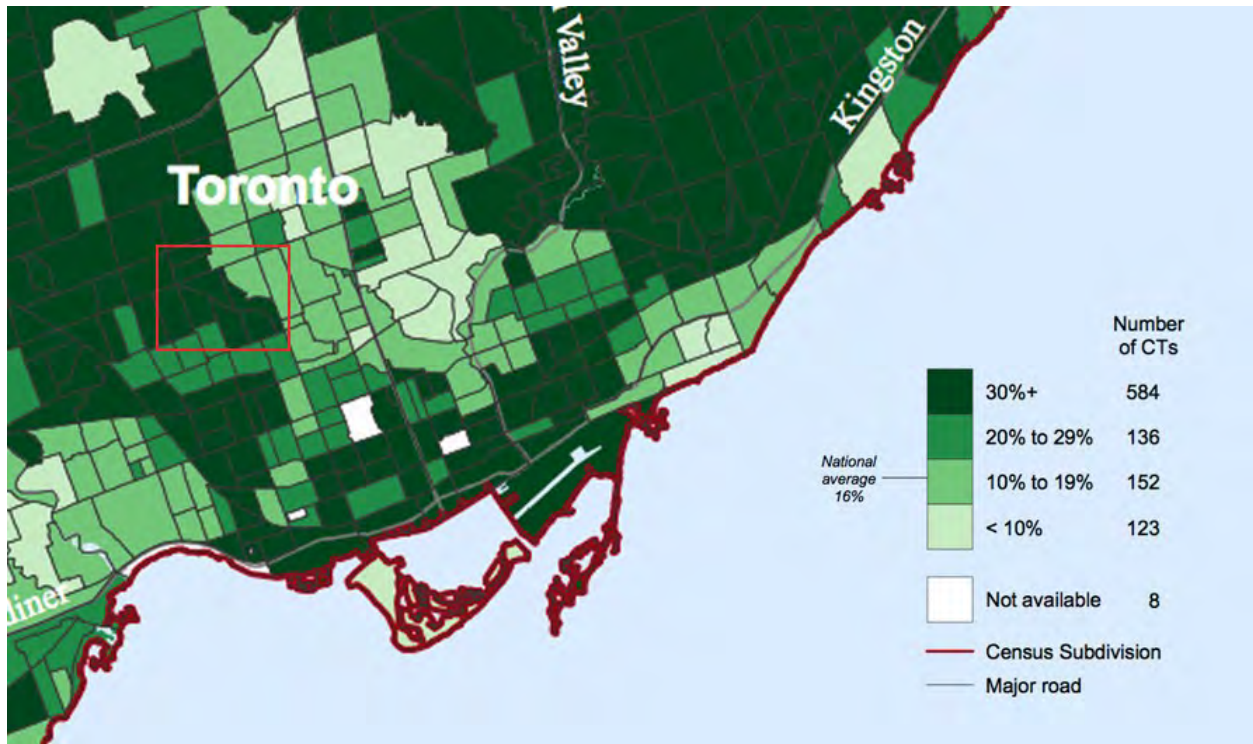 Valley
Kingston
Toronto
diner
Number
of CTs
30%+ 584
20% to 29% 136
National
average
16%
10% to 19% 152
< 10% 123
Not available 8
Census Subdivision
Major road